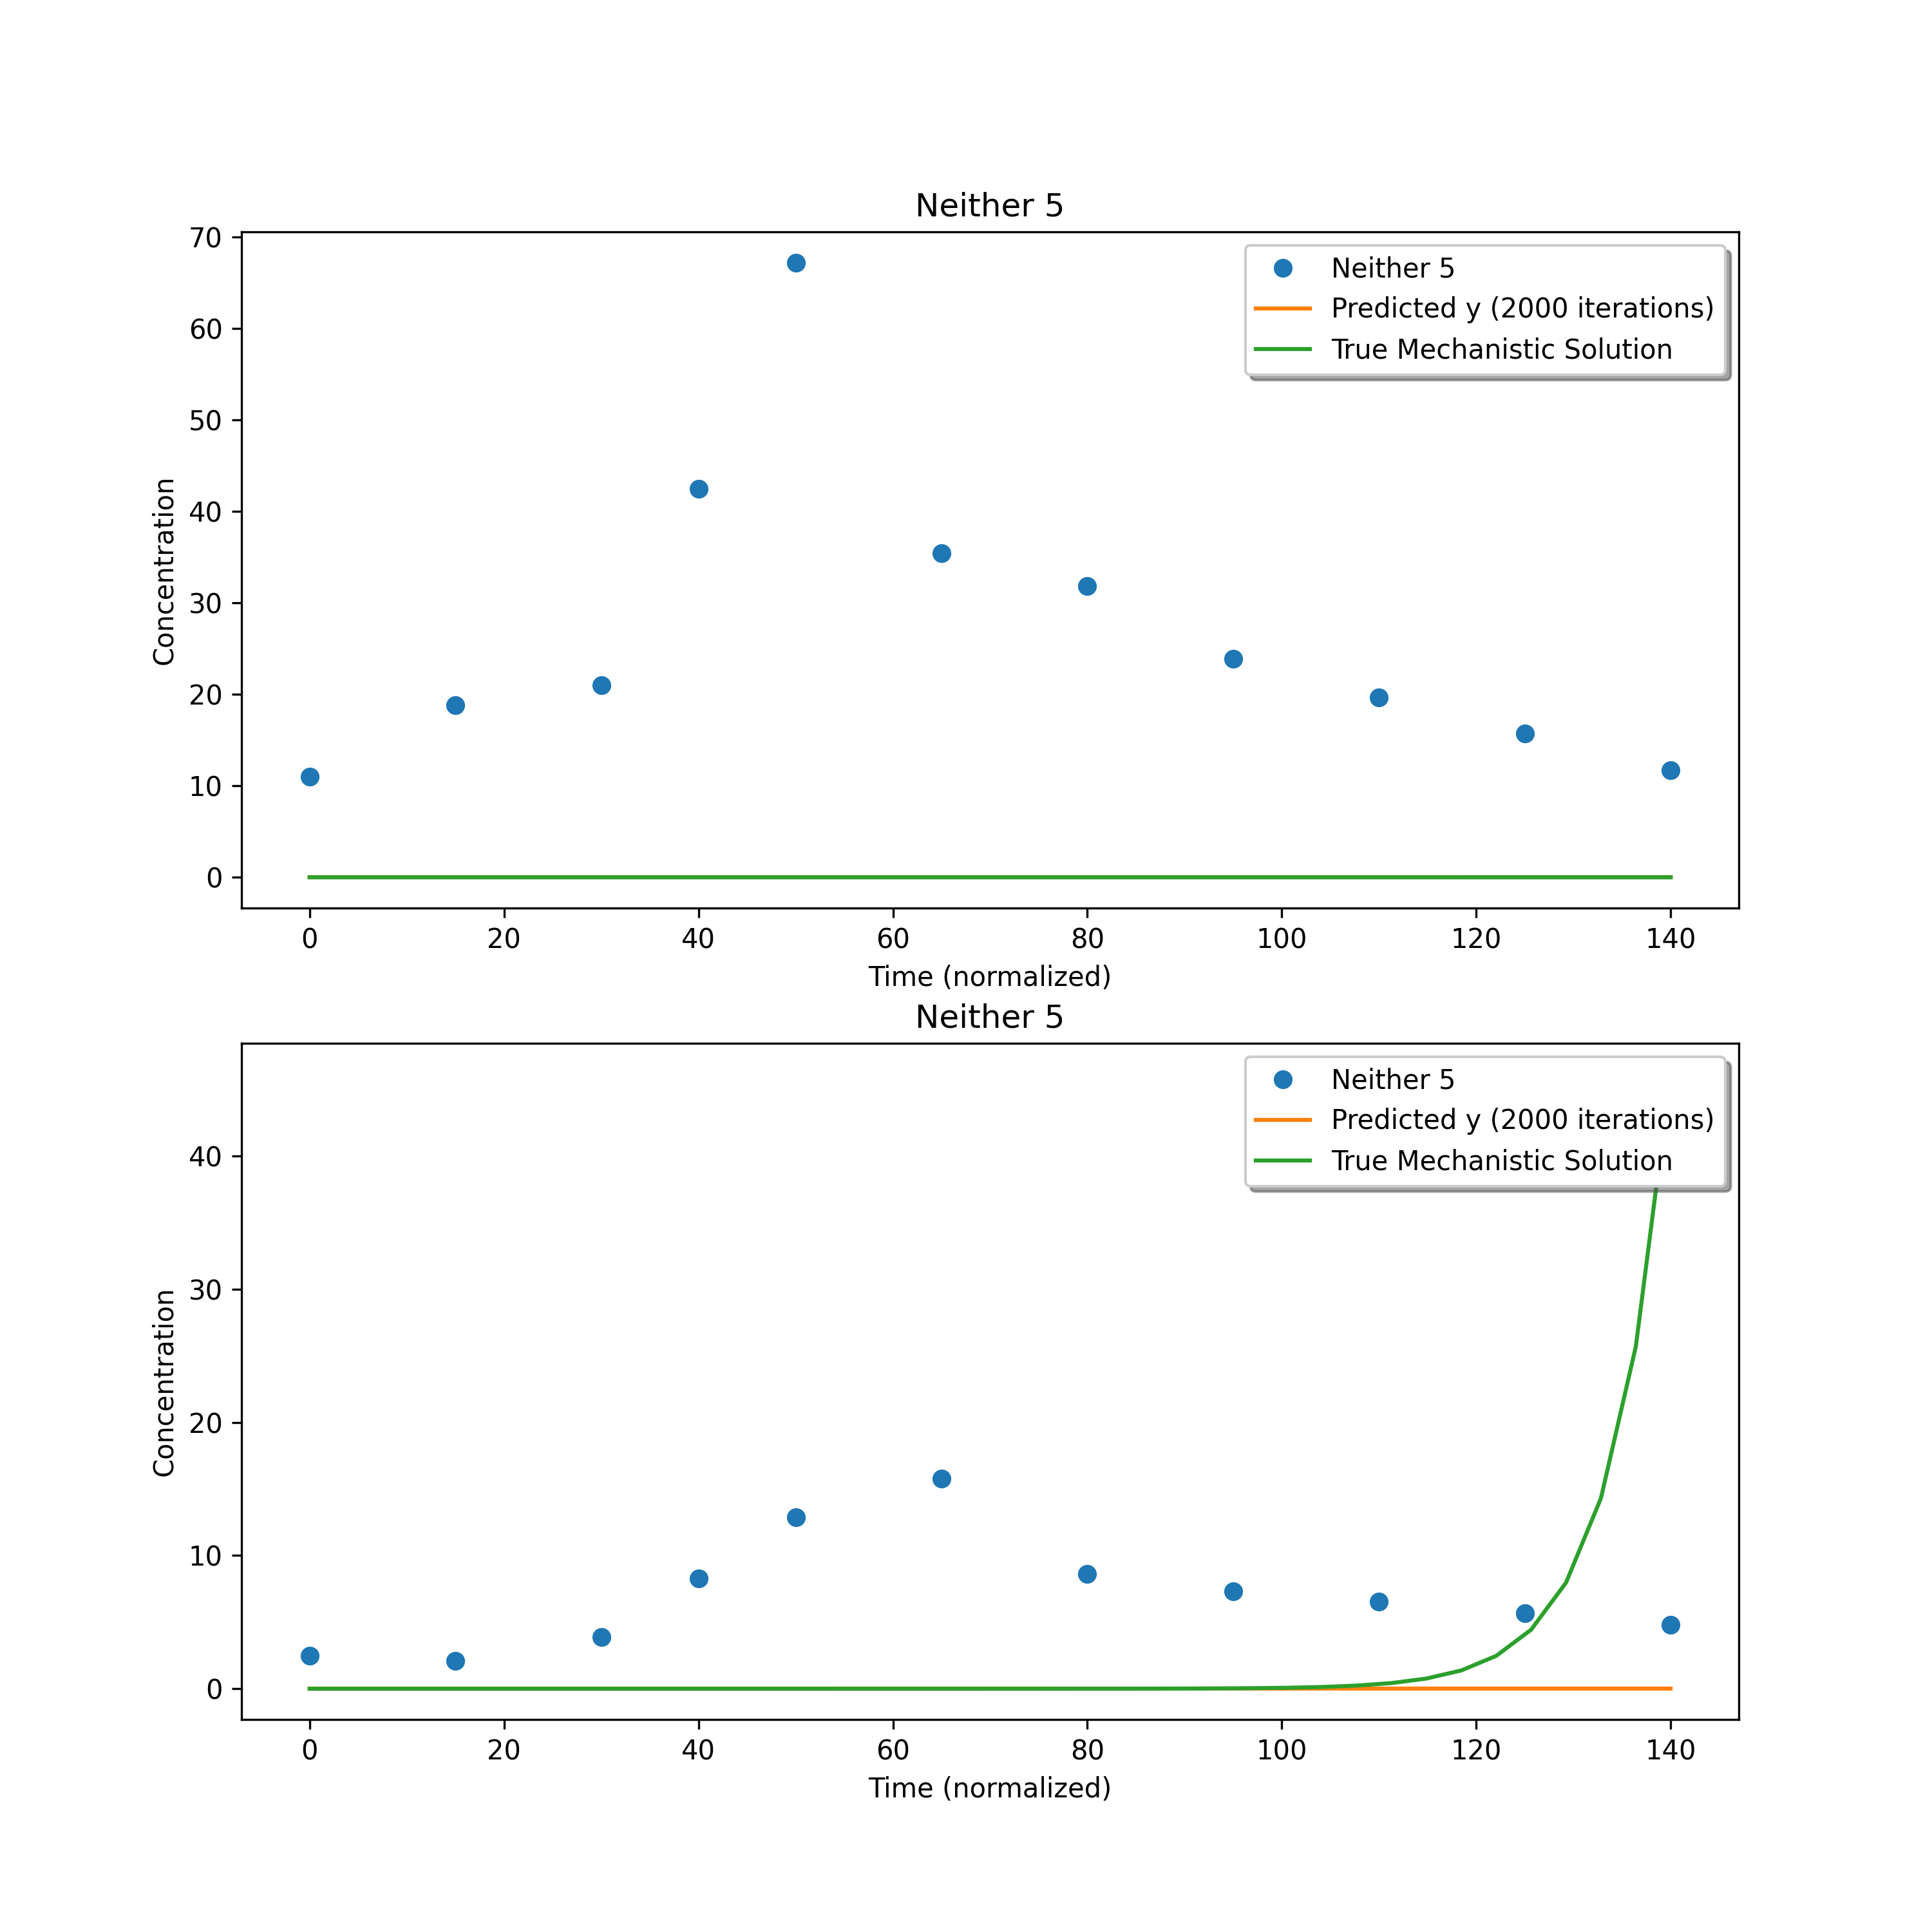 Neither 5
70
60
50
40
30
20
10
0
Concentration
Neither 5
Predicted y (2000 iterations)
True Mechanistic Solution
0 20 40 60 80 100 120 140
Time (normalized)
Neither 5
40
30
20
10
0
Concentration
Neither 5
Predicted y (2000 iterations)
True Mechanistic Solution
0 20 40 60 80 100 120 140
Time (normalized)